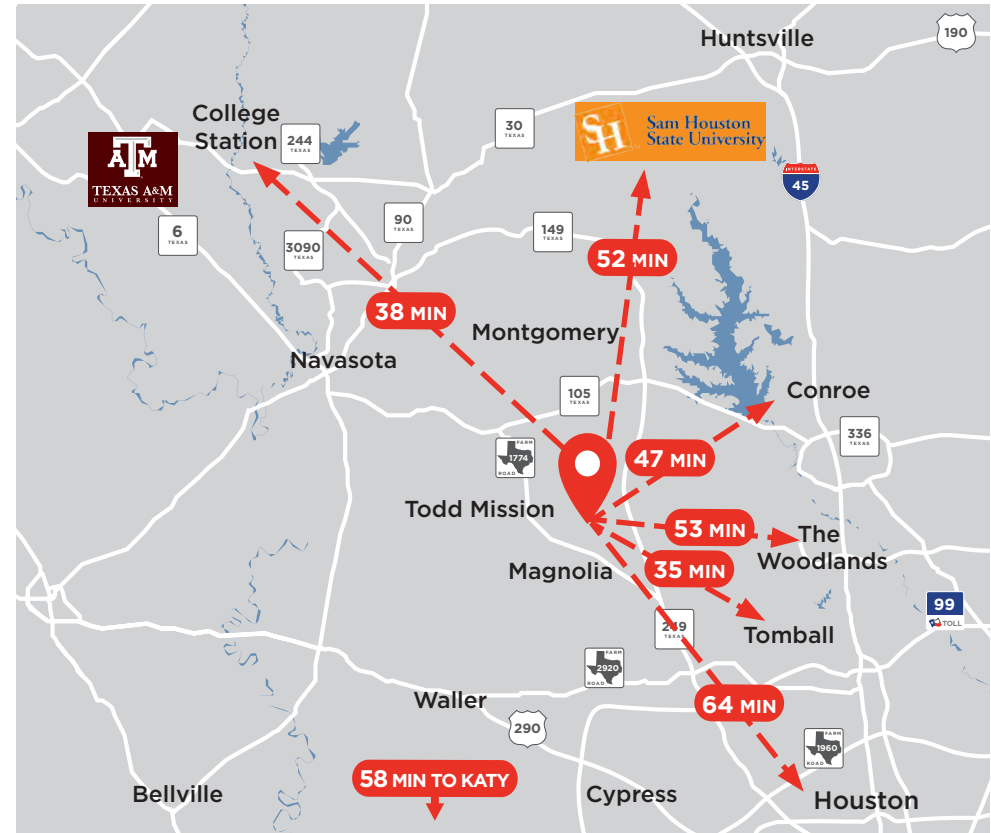 Huntsville
190
College
Station
244
TEXAS
30
TEXAS
SH
Sam Houston
State University
ATM
TEXAS A&M
UNIVERSITY
INTERSTATE
45
6
TEXAS
3090
TEXAS
90
TEXAS
149
TEXAS
52 MIN
38 MIN
Montgomery
Navasota
Conroe
105
TEXAS
336
TEXAS
FARM
1774
ROAD
47 MIN
Todd Mission
53 MIN
The
Woodlands
Magnolia
35 MIN
99
TOLL
249
TEXAS
Tomball
FARM
2920
ROAD
Waller
64 MIN
290
FARM
1960
ROAD
58 MIN TO KATY
Bellville
Cypress
Houston